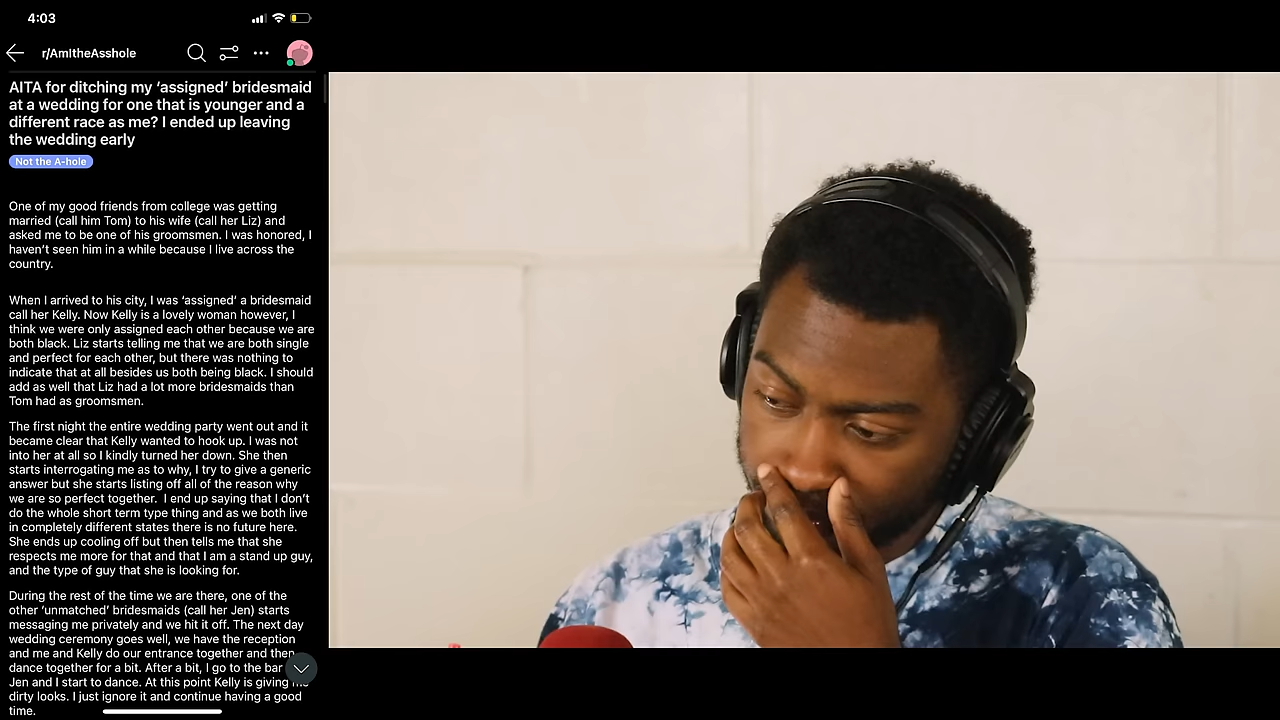 4:03
r/AmItheAsshole
AITA for ditching my ‘assigned’ bridesmaid
at a wedding for one that is younger and a
different race as me? I ended up leaving
the wedding early
Not the A-hole
One of my good friends from college was getting
married (call him Tom) to his wife (call her Liz) and
asked me to be one of his groomsmen. I was honored, I
haven’t seen him in a while because I live across the
country.
When I arrived to his city, I was ‘assigned’ a bridesmaid
call her Kelly. Now Kelly is a lovely woman however, I
think we were only assigned each other because we are
both black. Liz starts telling me that we are both single
and perfect for each other, but there was nothing to
indicate that at all besides us both being black. I should
add as well that Liz had a lot more bridesmaids than
Tom had as groomsmen.
The first night the entire wedding party went out and it
became clear that Kelly wanted to hook up. I was not
into her at all so I kindly turned her down. She then
starts interrogating me as to why, I try to give a generic
answer but she starts listing off all of the reason why
we are so perfect together.  I end up saying that I don’t
do the whole short term type thing and as we both live
in completely different states there is no future here.
She ends up cooling off but then tells me that she
respects me more for that and that I am a stand up guy,
and the type of guy that she is looking for.
During the rest of the time we are there, one of the
other ‘unmatched’ bridesmaids (call her Jen) starts
messaging me privately and we hit it off. The next day
wedding ceremony goes well, we have the reception
and me and Kelly do our entrance together and then
dance together for a bit. After a bit, I go to the bar
Jen and I start to dance. At this point Kelly is giving me
dirty looks. I just ignore it and continue having a good
time.